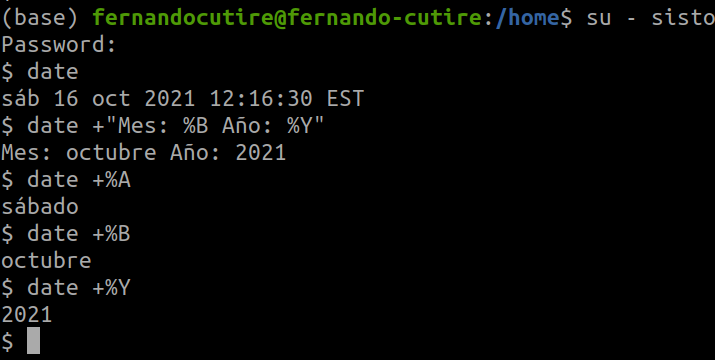 (base) fernandocutire@fernando-cutire:/home$ su - sisto
Password:
$ date
sáb 16 oct 2021 12:16:30 EST
$ date +"Mes: %B Año: %Y"
Mes: octubre Año: 2021
$ date +%A
sábado
$ date +%B
octubre
$ date +%Y
2021
$